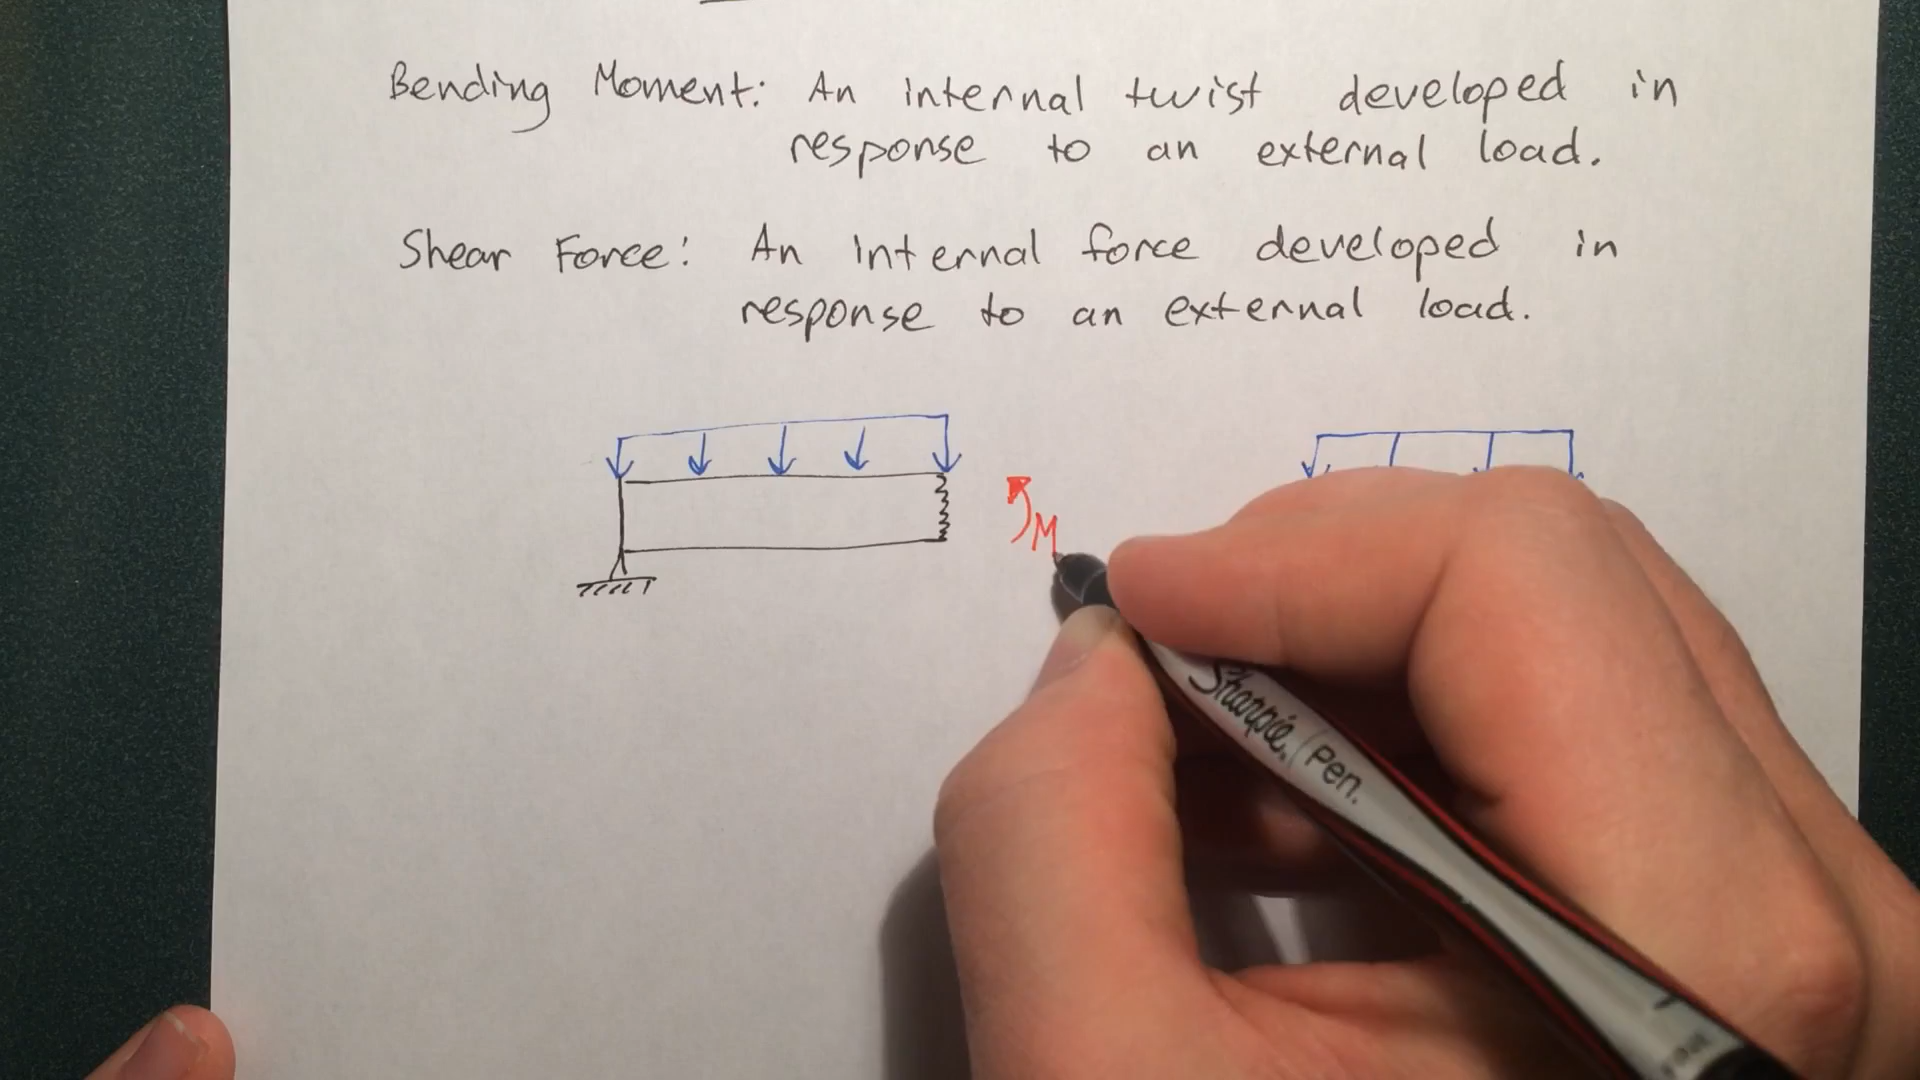 Bending Moment: An internal twist developed in
response to an external load.
Shear Force: An internal force developed in
response to an external load.
M
Sharpie. Pen.